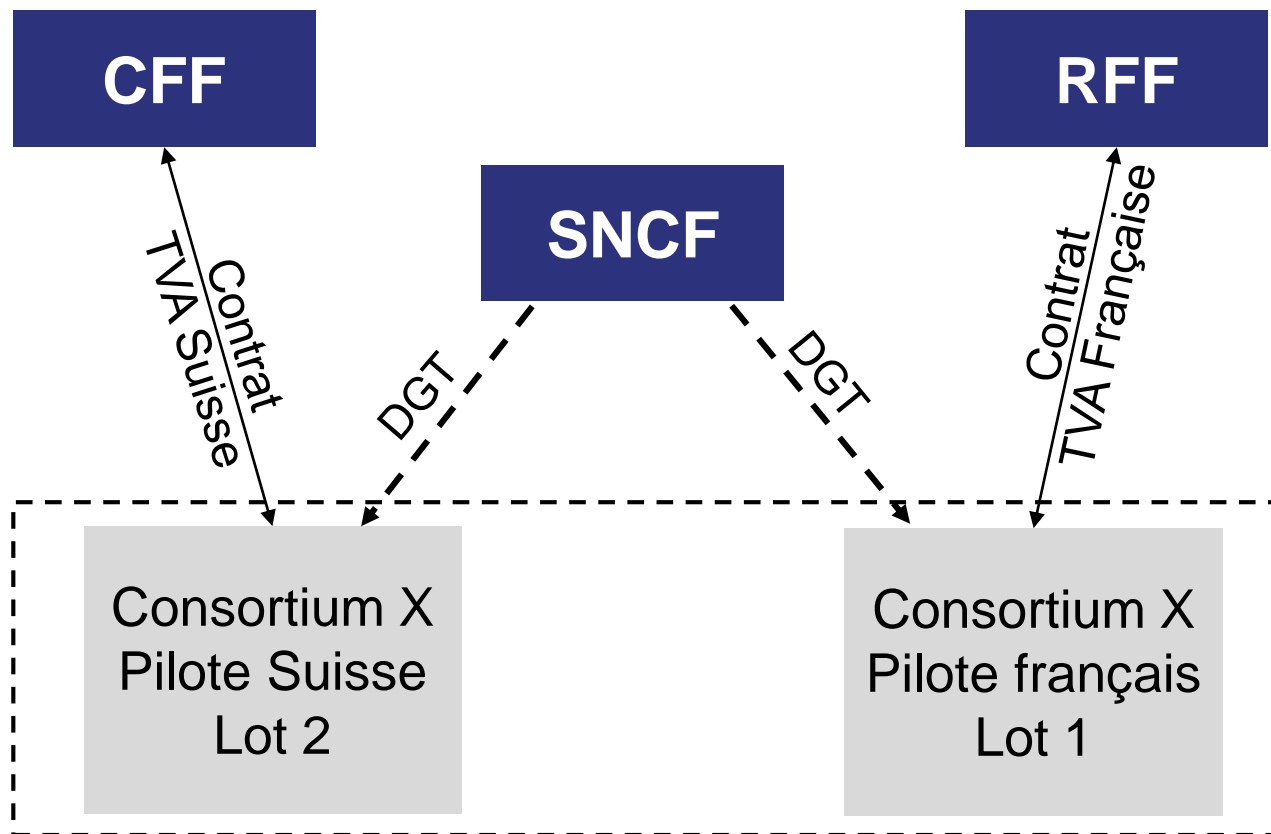 CFF
RFF
SNCF
Contrat
TVA Suisse
DGT
DGT
Contrat
TVA Française
Consortium X
Pilote Suisse
Lot 2
Consortium X
Pilote français
Lot 1